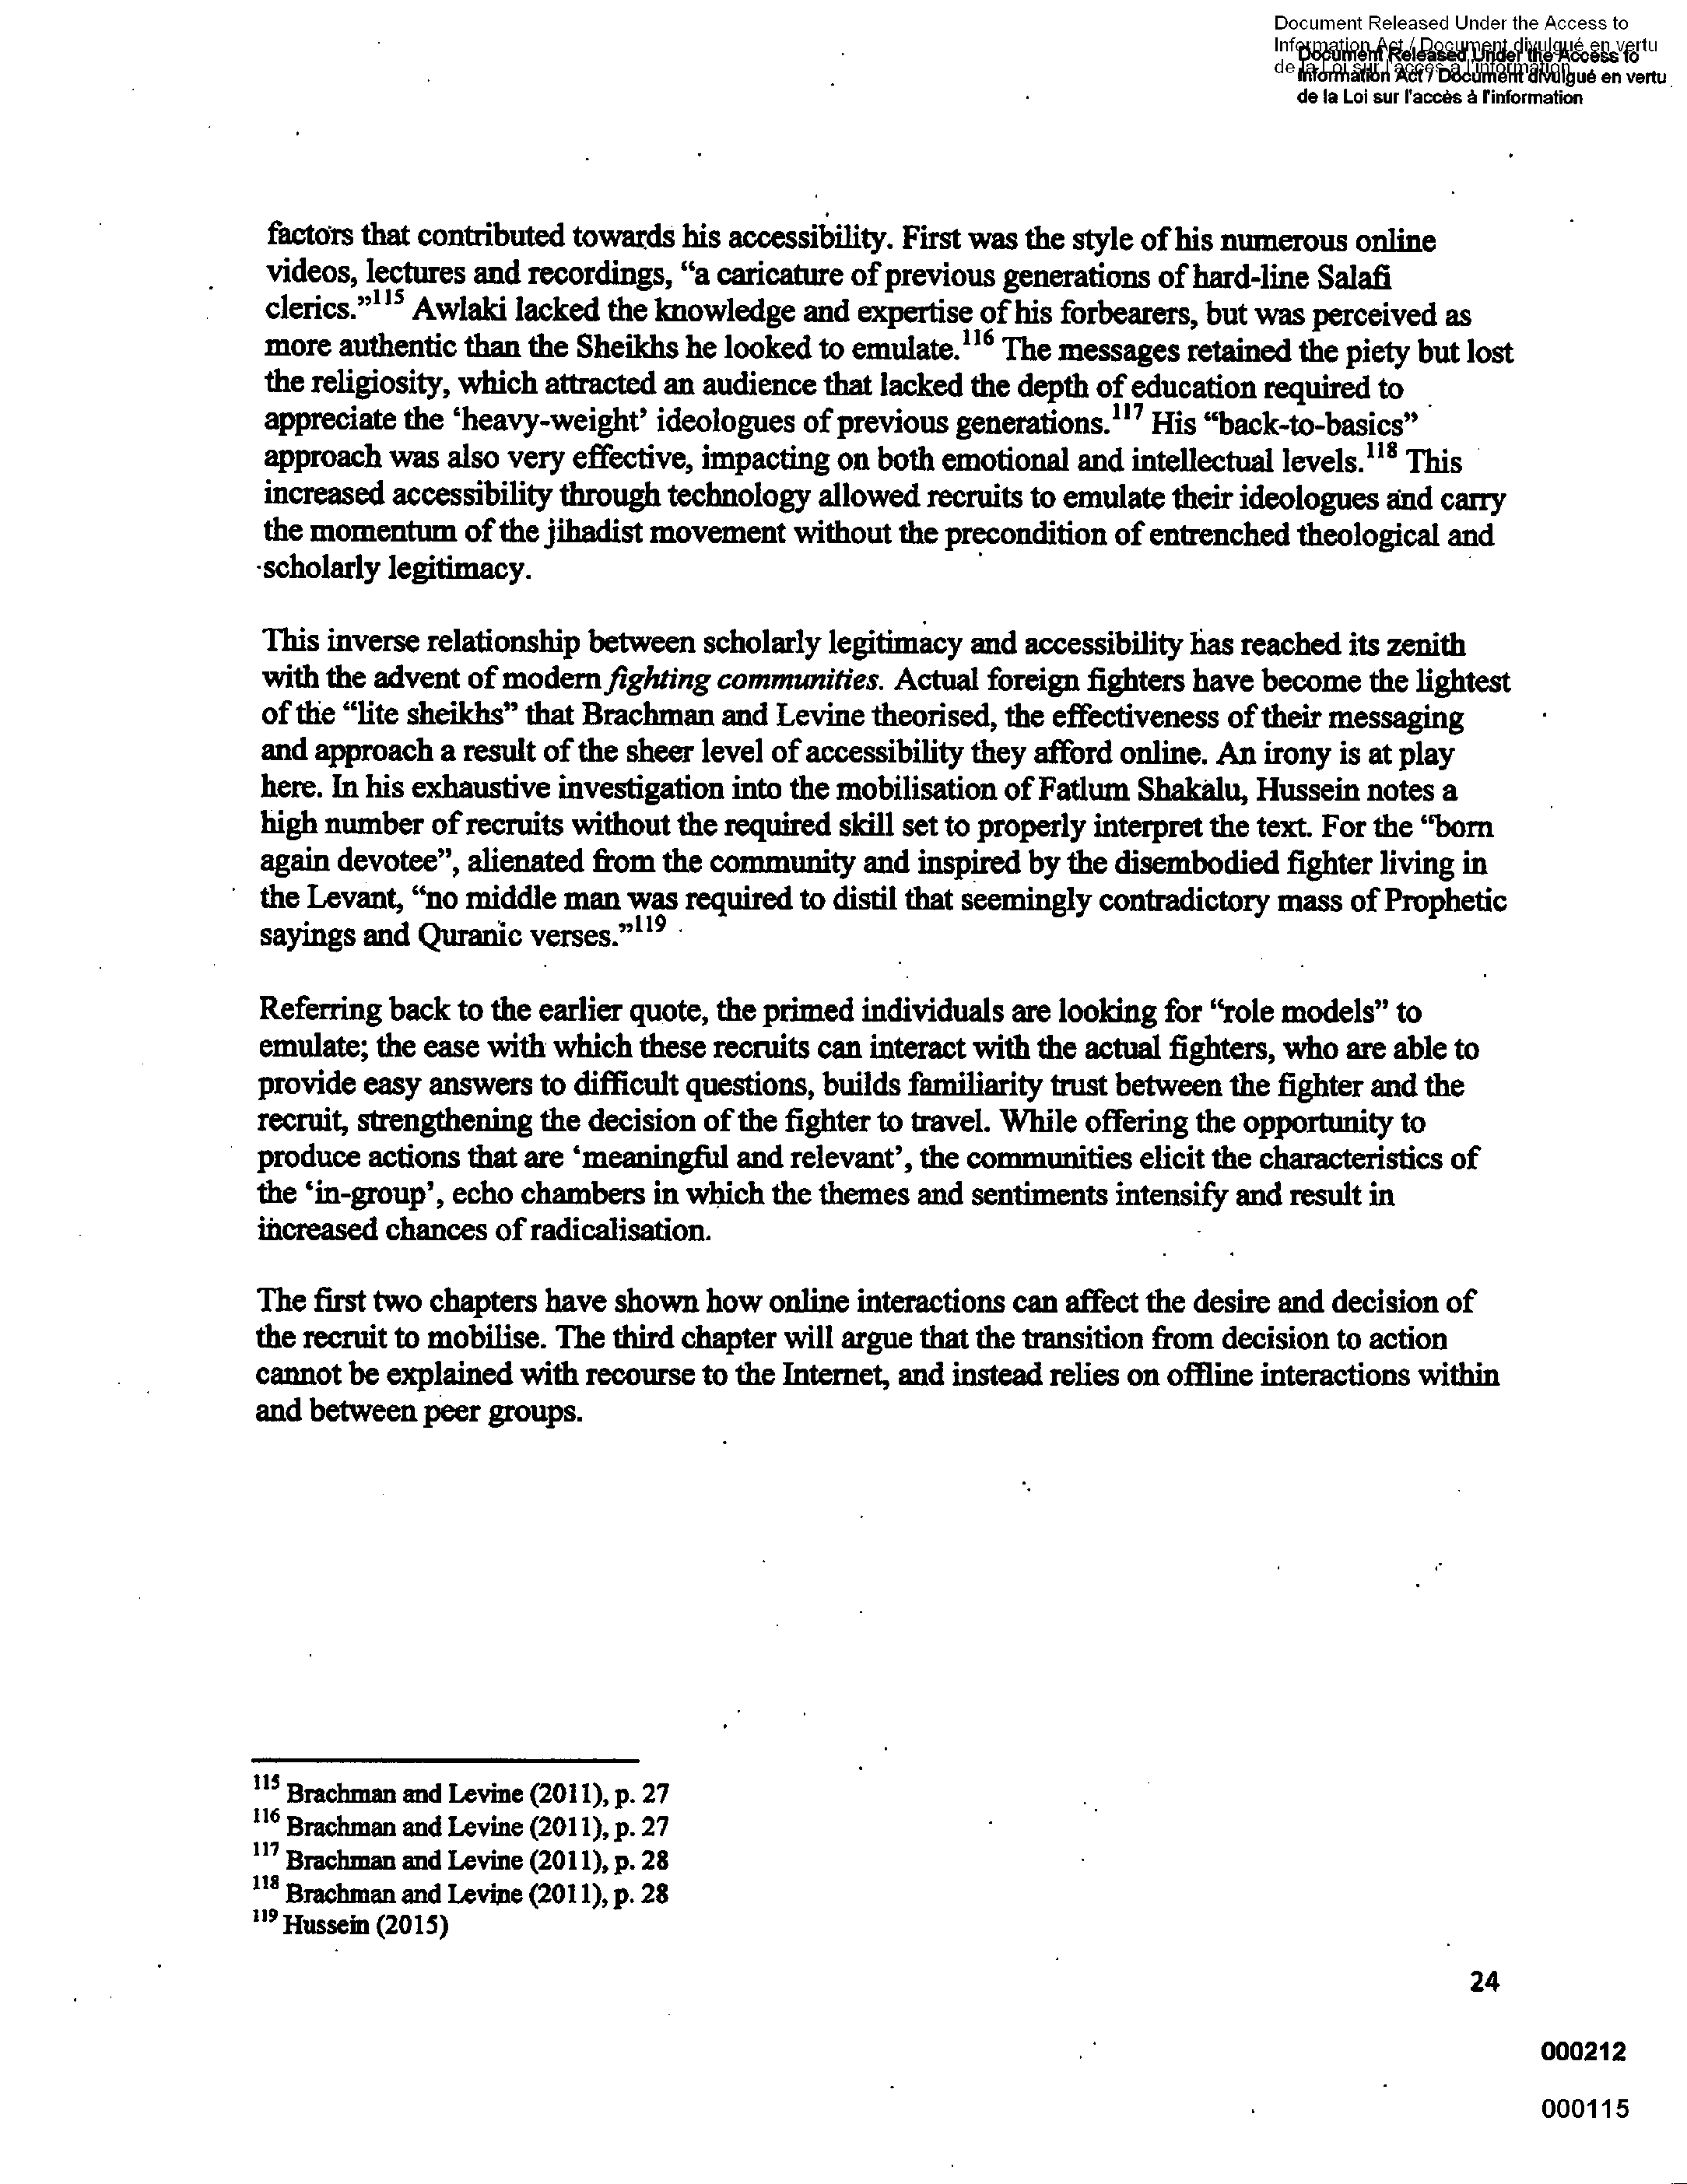 Document Released Under the Access to
Information Act / Document divulgué en vertu
de la Loi sur l'accès à l'information
Document Released Under the Access to
Information Act / Document divulgué en vertu
de la Loi sur l'accès à l'information
factors that contributed towards his accessibility. First was the style of his numerous online
videos, lectures and recordings, “a caricature of previous generations of hard-line Salafi
clerics.”115 Awlaki lacked the knowledge and expertise of his forbearers, but was perceived as
more authentic than the Sheikhs he looked to emulate.116 The messages retained the piety but lost
the religiosity, which attracted an audience that lacked the depth of education required to
appreciate the ‘heavy-weight’ ideologues of previous generations.117 His “back-to-basics”
approach was also very effective, impacting on both emotional and intellectual levels.118 This
increased accessibility through technology allowed recruits to emulate their ideologues and carry
the momentum of the jihadist movement without the precondition of entrenched theological and
scholarly legitimacy.
This inverse relationship between scholarly legitimacy and accessibility has reached its zenith
with the advent of modern fighting communities. Actual foreign fighters have become the lightest
of the “lite sheikhs” that Brachman and Levine theorised, the effectiveness of their messaging
and approach a result of the sheer level of accessibility they afford online. An irony is at play
here. In his exhaustive investigation into the mobilisation of Fatlum Shakalu, Hussein notes a
high number of recruits without the required skill set to properly interpret the text. For the “born
again devotee”, alienated from the community and inspired by the disembodied fighter living in
the Levant, “no middle man was required to distil that seemingly contradictory mass of Prophetic
sayings and Quranic verses.”119
Referring back to the earlier quote, the primed individuals are looking for “role models” to
emulate; the ease with which these recruits can interact with the actual fighters, who are able to
provide easy answers to difficult questions, builds familiarity trust between the fighter and the
recruit, strengthening the decision of the fighter to travel. While offering the opportunity to
produce actions that are ‘meaningful and relevant’, the communities elicit the characteristics of
the ‘in-group’, echo chambers in which the themes and sentiments intensify and result in
increased chances of radicalisation.
The first two chapters have shown how online interactions can affect the desire and decision of
the recruit to mobilise. The third chapter will argue that the transition from decision to action
cannot be explained with recourse to the Internet, and instead relies on offline interactions within
and between peer groups.
115 Brachman and Levine (2011), p. 27
116 Brachman and Levine (2011), p. 27
117 Brachman and Levine (2011), p. 28
118 Brachman and Levine (2011), p. 28
119 Hussein (2015)
24
000212
000115